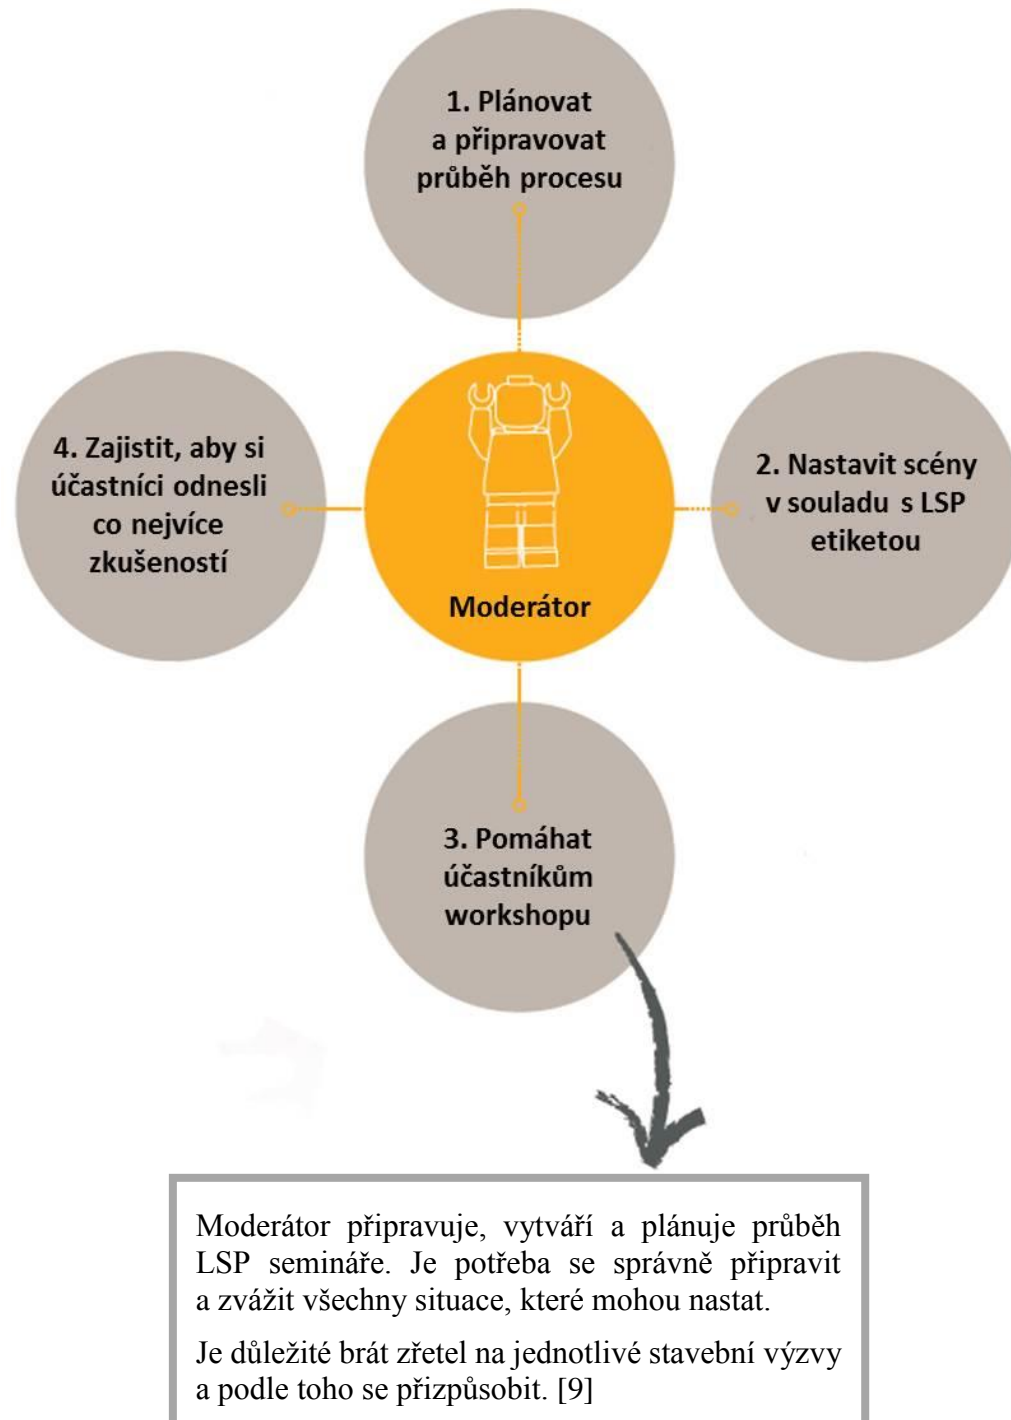 1. Plánovat
a připravovat
průběh procesu
4. Zajistit, aby si
účastníci odnesli
co nejvíce
zkušeností
Moderátor
2. Nastavit scény
v souladu s LSP
etiketou
3. Pomáhat
účastníkům
workshopu
Moderátor připravuje, vytváří a plánuje průběh
LSP semináře. Je potřeba se správně připravit
a zvážit všechny situace, které mohou nastat.
Je důležité brát zřetel na jednotlivé stavební výzvy
a podle toho se přizpůsobit. [9]